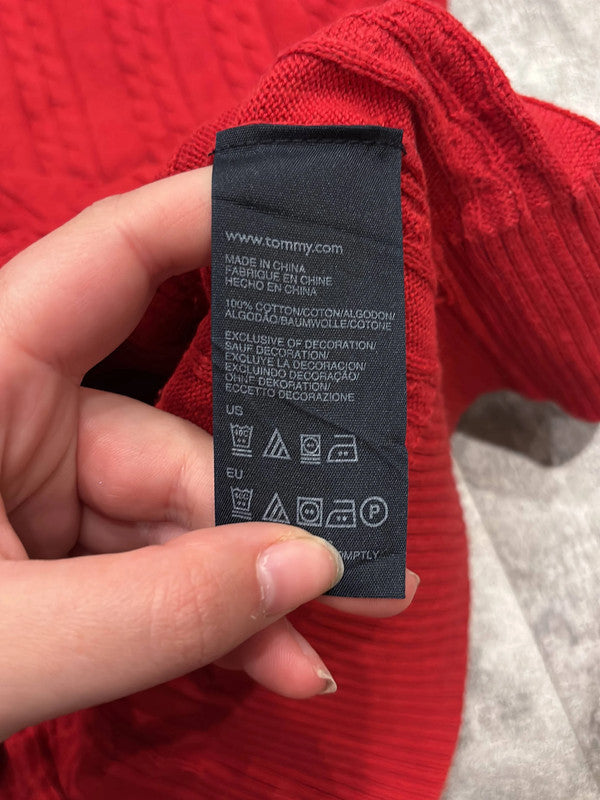 www.tommy.com
MADE IN CHINA
FABRIQUE EN CHINE
HECHO EN CHINA
100% COTTON/COTON/ALGODON/
ALGODÃO/BAUMWOLLE/COTONE
EXCLUSIVE OF DECORATION/
SAUF DECORATION/
EXCLUYE LA DECORACION/
EXCLUINDO DECORAÇÃO/
OHNE DEKORATION/
ECCETTO DECORAZIONE
US
EU
P